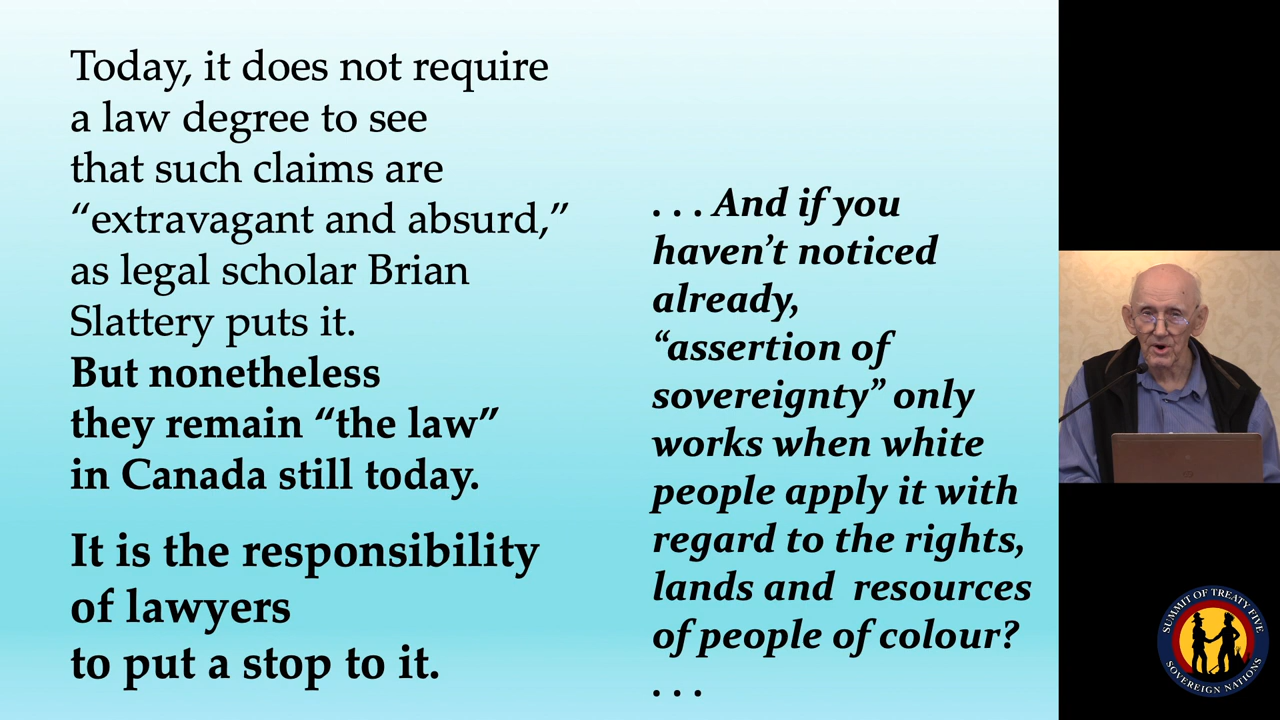 Today, it does not require
a law degree to see
that such claims are
“extravagant and absurd,”
as legal scholar Brian
Slattery puts it.
But nonetheless
they remain “the law”
in Canada still today.
It is the responsibility
of lawyers
to put a stop to it.
. . . And if you
haven’t noticed
already,
“assertion of
sovereignty” only
works when white
people apply it with
regard to the rights,
lands and  resources
of people of colour?
. . .
SUMMIT OF TREATY FIVE
SOVEREIGN NATIONS